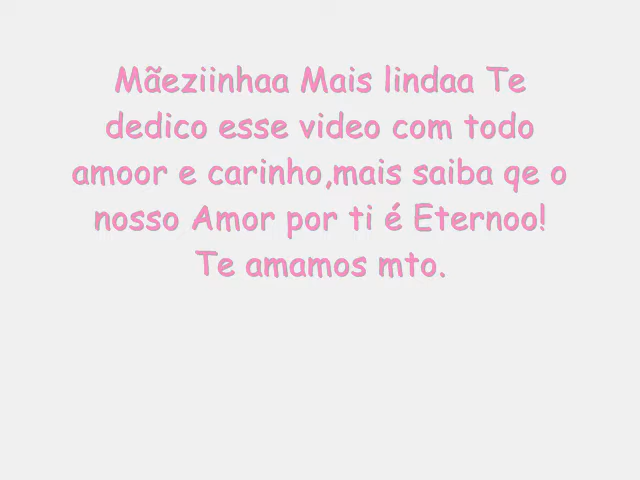 Mãeziinhaa Mais lindaa Te
dedico esse video com todo
amoor e carinho,mais saiba qe o
nosso Amor por ti é Eternoo!
Te amamos mto.